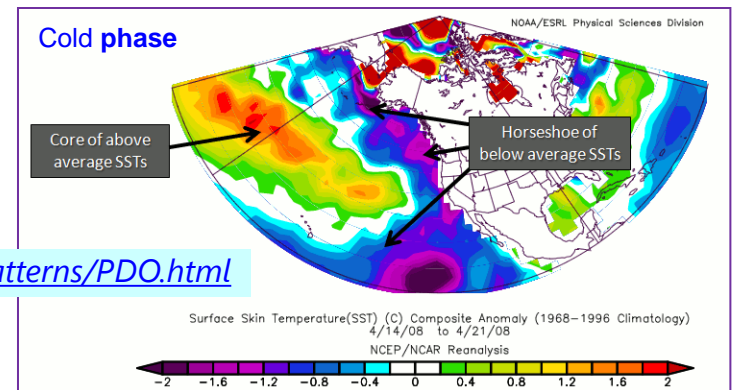 NOAA/ESRL Physical Sciences Division
Cold phase
Core of above
average SSTs
Horseshoe of
below average SSTs
atterns/PDO.html
Surface Skin Temperature(SST) (C) Composite Anomaly (1968-1996 Climatology)
4/14/08 to 4/21/08
NCEP/NCAR Reanalysis
-2 -1.6 -1.2 -0.8 -0.4 0 0.4 0.8 1.2 1.6 2